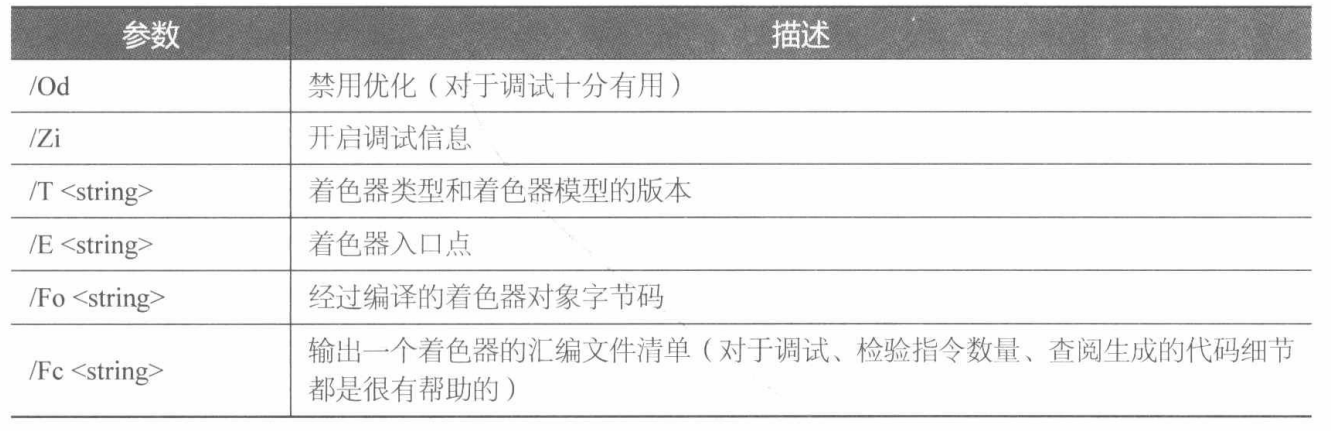 参数 描述
/Od 禁用优化（对于调试十分有用）
/Zi 开启调试信息
/T <string> 着色器类型和着色器模型的版本
/E <string> 着色器入口点
/Fo <string> 经过编译的着色器对象字节码
/Fc <string> 输出一个着色器的汇编文件清单（对于调试、检验指令数量、查阅生成的代码细节
都是很有帮助的）